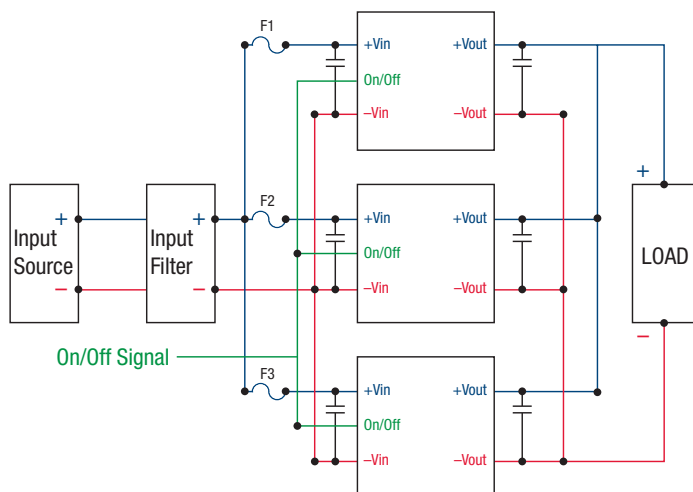 F1
+Vin
+Vout
On/Off
–Vin
–Vout
+
Input
Source
+
–
Input
Filter
+
–
F2
+Vin
+Vout
On/Off
–Vin
–Vout
LOAD
–
On/Off Signal
F3
+Vin
+Vout
On/Off
–Vin
–Vout